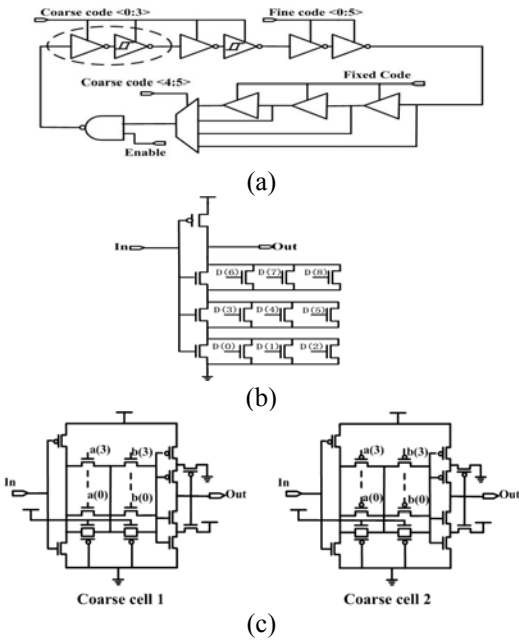 Coarse code <0:3>
Fine code <0:5>
Coarse code <4:5>
Fixed Code
Enable
(a)
In
Out
D(6) D(7) D(8)
D(3) D(4) D(5)
D(0) D(1) D(2)
(b)
a(3) b(3)
In
a(0) b(0)
Out
Coarse cell 1
a(3) lb(3)
In
a(0) b(0)
Out
Coarse cell 2
(c)